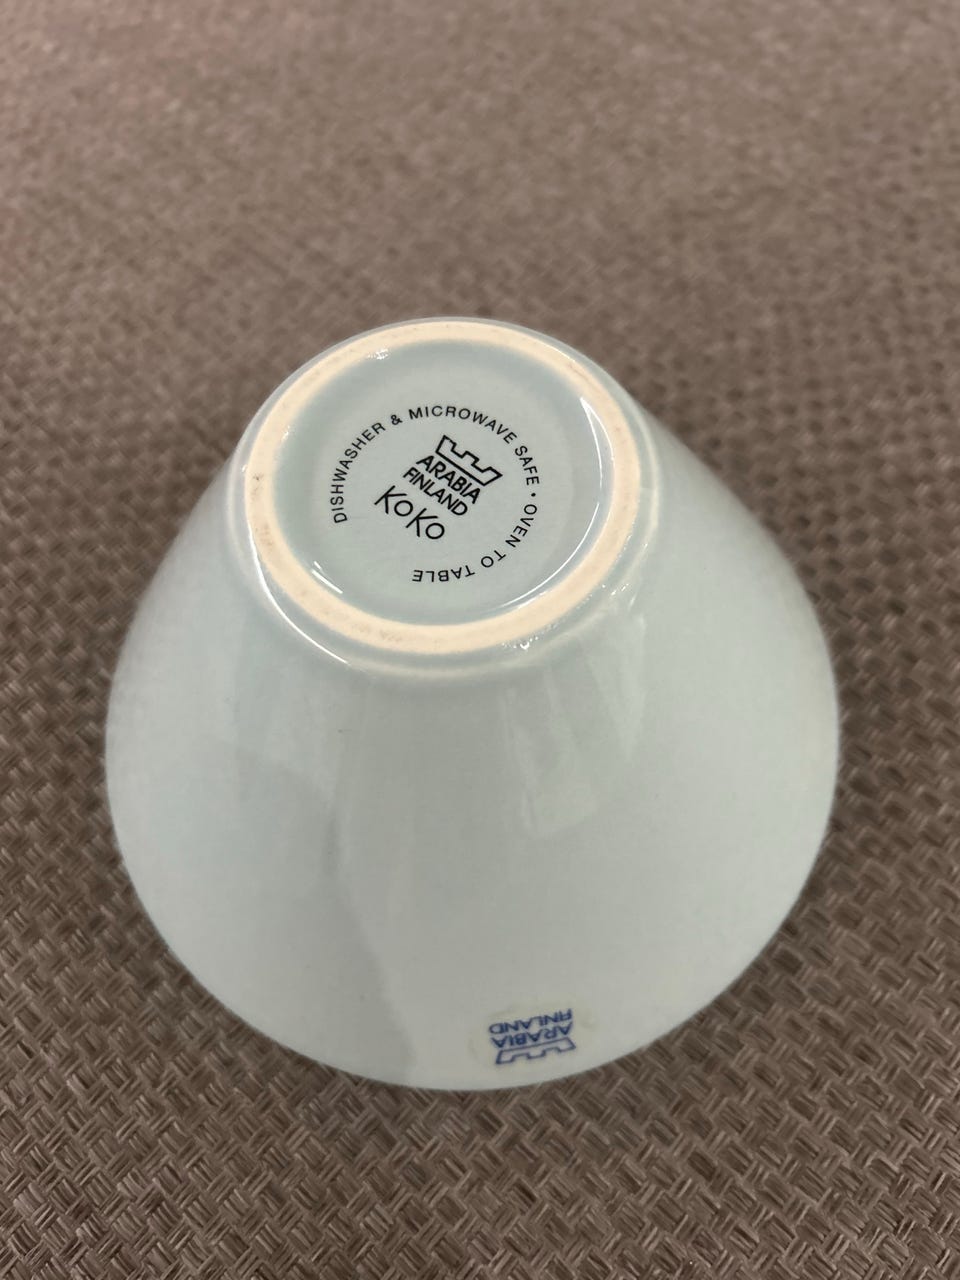 DISHWASHER & MICROWAVE SAFE • OVEN TO TABLE
ARABIA
FINLAND
KOKO
ARABIA
FINLAND